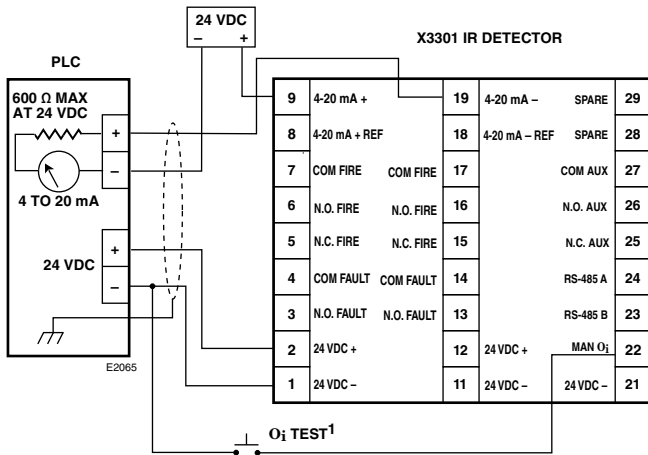 24 VDC
– +
X3301 IR DETECTOR
PLC
600 Ω MAX
AT 24 VDC
+
–
4 TO 20 mA
24 VDC
+
–
E2065
9 4-20 mA + 19 4-20 mA – SPARE 29
8 4-20 mA + REF 18 4-20 mA – REF SPARE 28
7 COM FIRE COM FIRE 17 COM AUX 27
6 N.O. FIRE N.O. FIRE 16 N.O. AUX 26
5 N.C. FIRE N.C. FIRE 15 N.C. AUX 25
4 COM FAULT COM FAULT 14 RS-485 A 24
3 N.O. FAULT N.O. FAULT 13 RS-485 B 23
2 24 VDC + 12 24 VDC + MAN Oi 22
1 24 VDC – 11 24 VDC – 24 VDC – 21
Oi TEST1